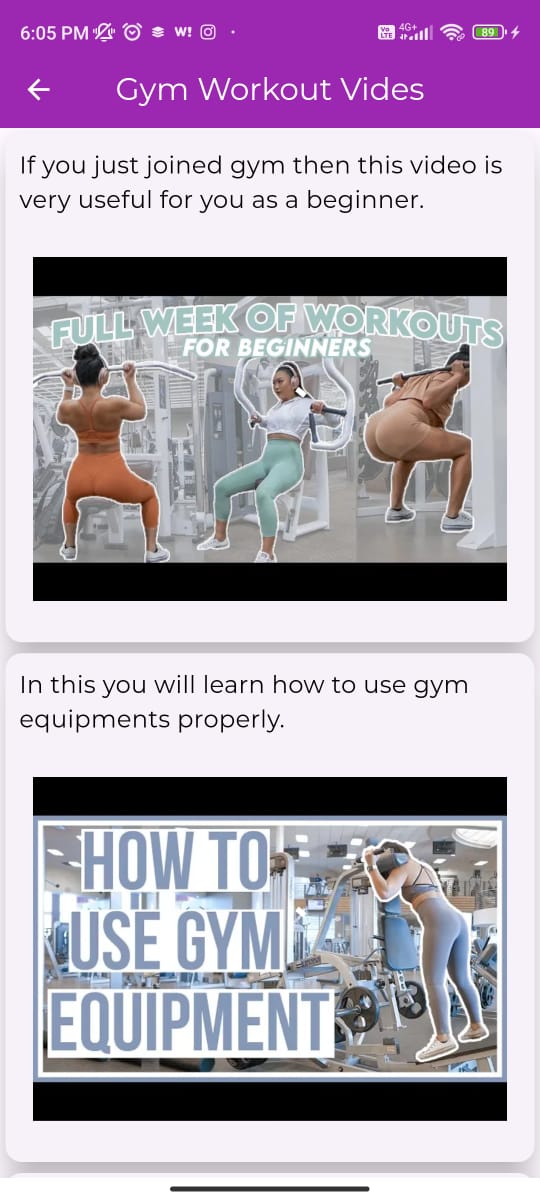 6:05 PM W! Vo LTE 4G+ 89
Gym Workout Vides
If you just joined gym then this video is
very useful for you as a beginner.
FULL WEEK OF WORKOUTS
FOR BEGINNERS
In this you will learn how to use gym
equipments properly.
HOW TO
USE GYM
EQUIPMENT